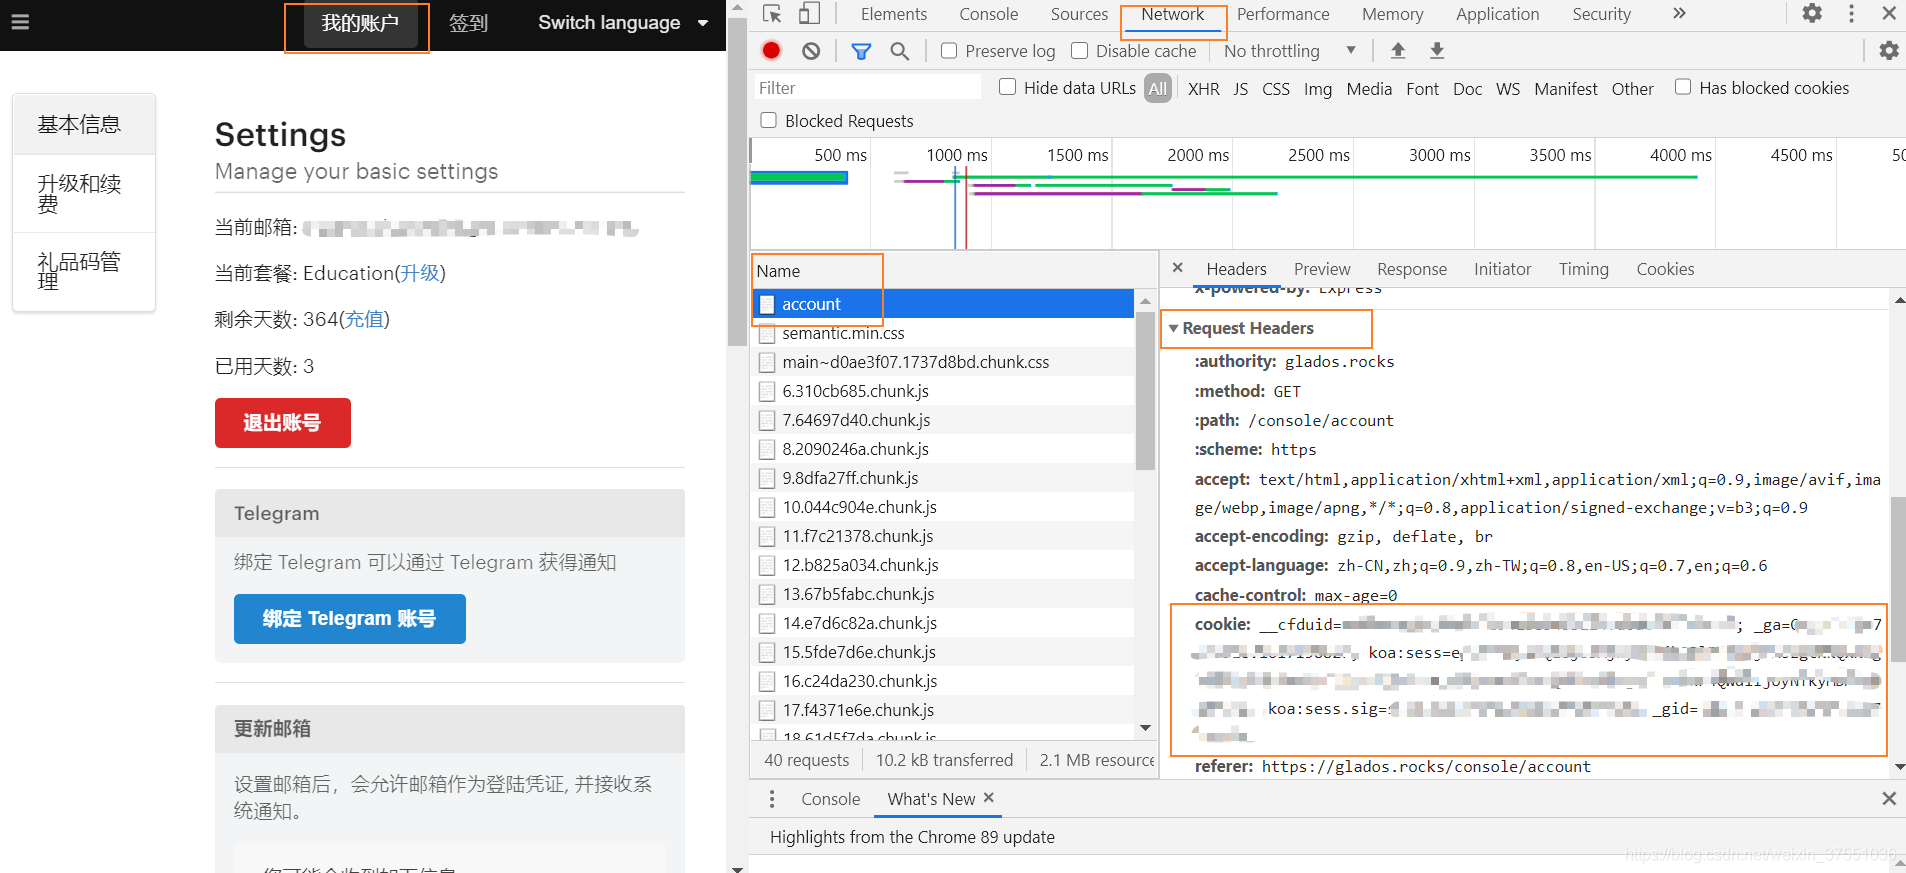 我的账户
签到
Switch language
基本信息
升级和续
费
礼品码管
理
Settings
Manage your basic settings
当前邮箱:
当前套餐: Education(升级)
剩余天数: 364(充值)
已用天数: 3
退出账号
Telegram
绑定 Telegram 可以通过 Telegram 获得通知
绑定 Telegram 账号
更新邮箱
设置邮箱后，会允许邮箱作为登陆凭证, 并接收系
统通知。
您可能会收到如下信息
Elements
Console
Sources
Network
Performance
Memory
Application
Security
Preserve log
Disable cache
No throttling
Filter
Hide data URLs
All
XHR
JS
CSS
Img
Media
Font
Doc
WS
Manifest
Other
Has blocked cookies
Blocked Requests
500 ms
1000 ms
1500 ms
2000 ms
2500 ms
3000 ms
3500 ms
4000 ms
4500 ms
50
Name
account
semantic.min.css
main~d0ae3f07.1737d8bd.chunk.css
6.310cb685.chunk.js
7.64697d40.chunk.js
8.2090246a.chunk.js
9.8dfa27ff.chunk.js
10.044c904e.chunk.js
11.f7c21378.chunk.js
12.b825a034.chunk.js
13.67b5fabc.chunk.js
14.e7d6c82a.chunk.js
15.5fde7d6e.chunk.js
16.c24da230.chunk.js
17.f4371e6e.chunk.js
18.61d5f7da.chunk.js
40 requests
10.2 kB transferred
2.1 MB resource
Headers
Preview
Response
Initiator
Timing
Cookies
x-powered-by: Express
Request Headers
:authority: glados.rocks
:method: GET
:path: /console/account
:scheme: https
accept: text/html,application/xhtml+xml,application/xml;q=0.9,image/avif,ima
ge/webp,image/apng,*/*;q=0.8,application/signed-exchange;v=b3;q=0.9
accept-encoding: gzip, deflate, br
accept-language: zh-CN,zh;q=0.9,zh-TW;q=0.8,en-US;q=0.7,en;q=0.6
cache-control: max-age=0
cookie: __cfduid= ; _ga=
koa:sess=
koa:sess.sig= _gid=
referer: https://glados.rocks/console/account
Console
What's New
Highlights from the Chrome 89 update
https://blog.csdn.net/weixin_37551036